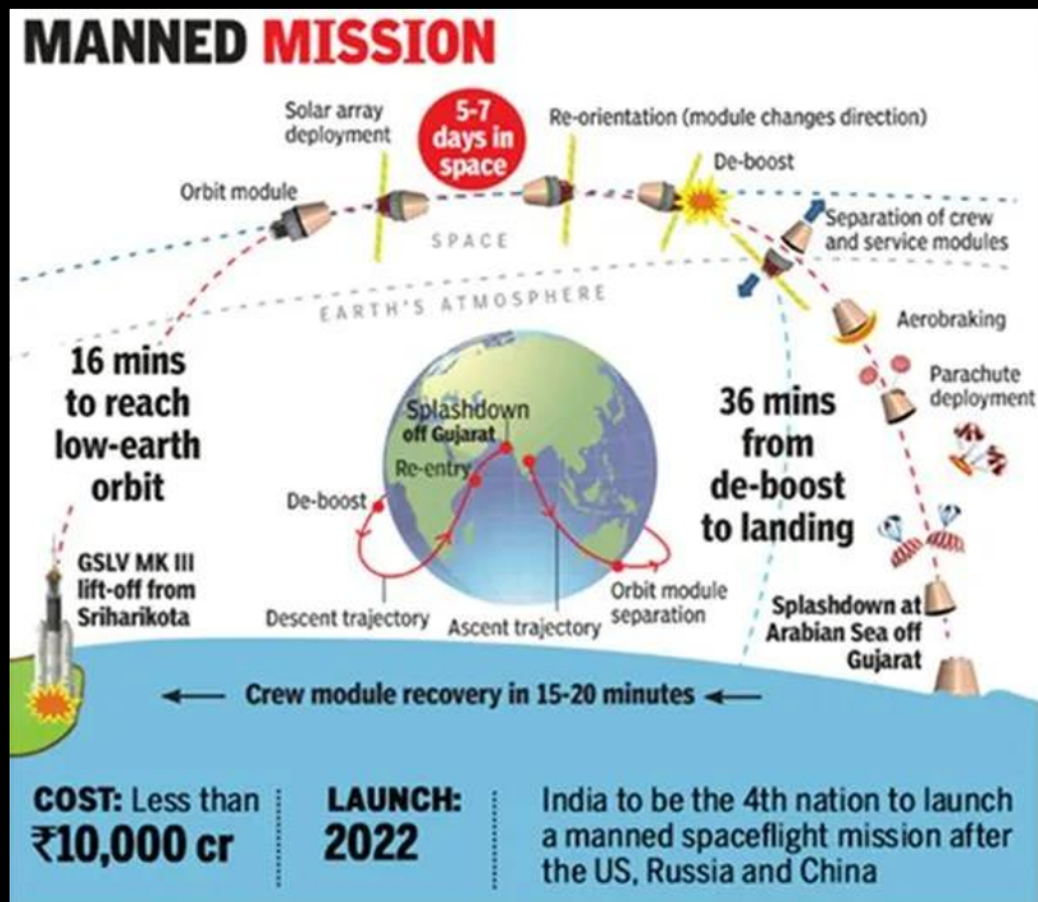 MANNED MISSION
Solar array
deployment
5-7
days in
space
Re-orientation (module changes direction)
De-boost
Orbit module
Separation of crew
and service modules
SPACE
EARTH'S ATMOSPHERE
Aerobraking
Parachute
deployment
16 mins
to reach
low-earth
orbit
Splashdown
off Gujarat
Re-entry
De-boost
36 mins
from
de-boost
to landing
GSLV MK III
lift-off from
Sriharikota
Descent trajectory
Ascent trajectory
Orbit module
separation
Splashdown at
Arabian Sea off
Gujarat
Crew module recovery in 15-20 minutes
COST: Less than
₹10,000 cr
LAUNCH:
2022
India to be the 4th nation to launch
a manned spaceflight mission after
the US, Russia and China